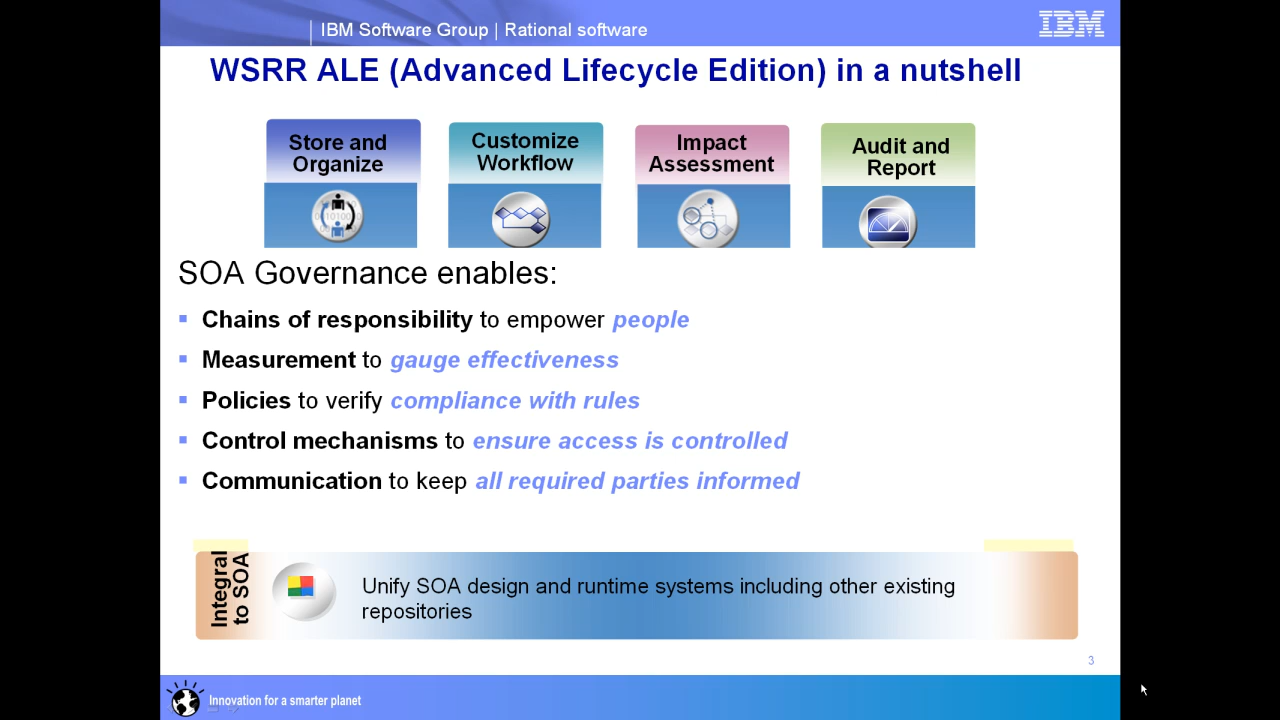 IBM Software Group | Rational software
IBM
WSRR ALE (Advanced Lifecycle Edition) in a nutshell
Store and
Organize
Customize
Workflow
Impact
Assessment
Audit and
Report
SOA Governance enables:
Chains of responsibility to empower people
Measurement to gauge effectiveness
Policies to verify compliance with rules
Control mechanisms to ensure access is controlled
Communication to keep all required parties informed
Integral
to SOA
Unify SOA design and runtime systems including other existing
repositories
3
Innovation for a smarter planet